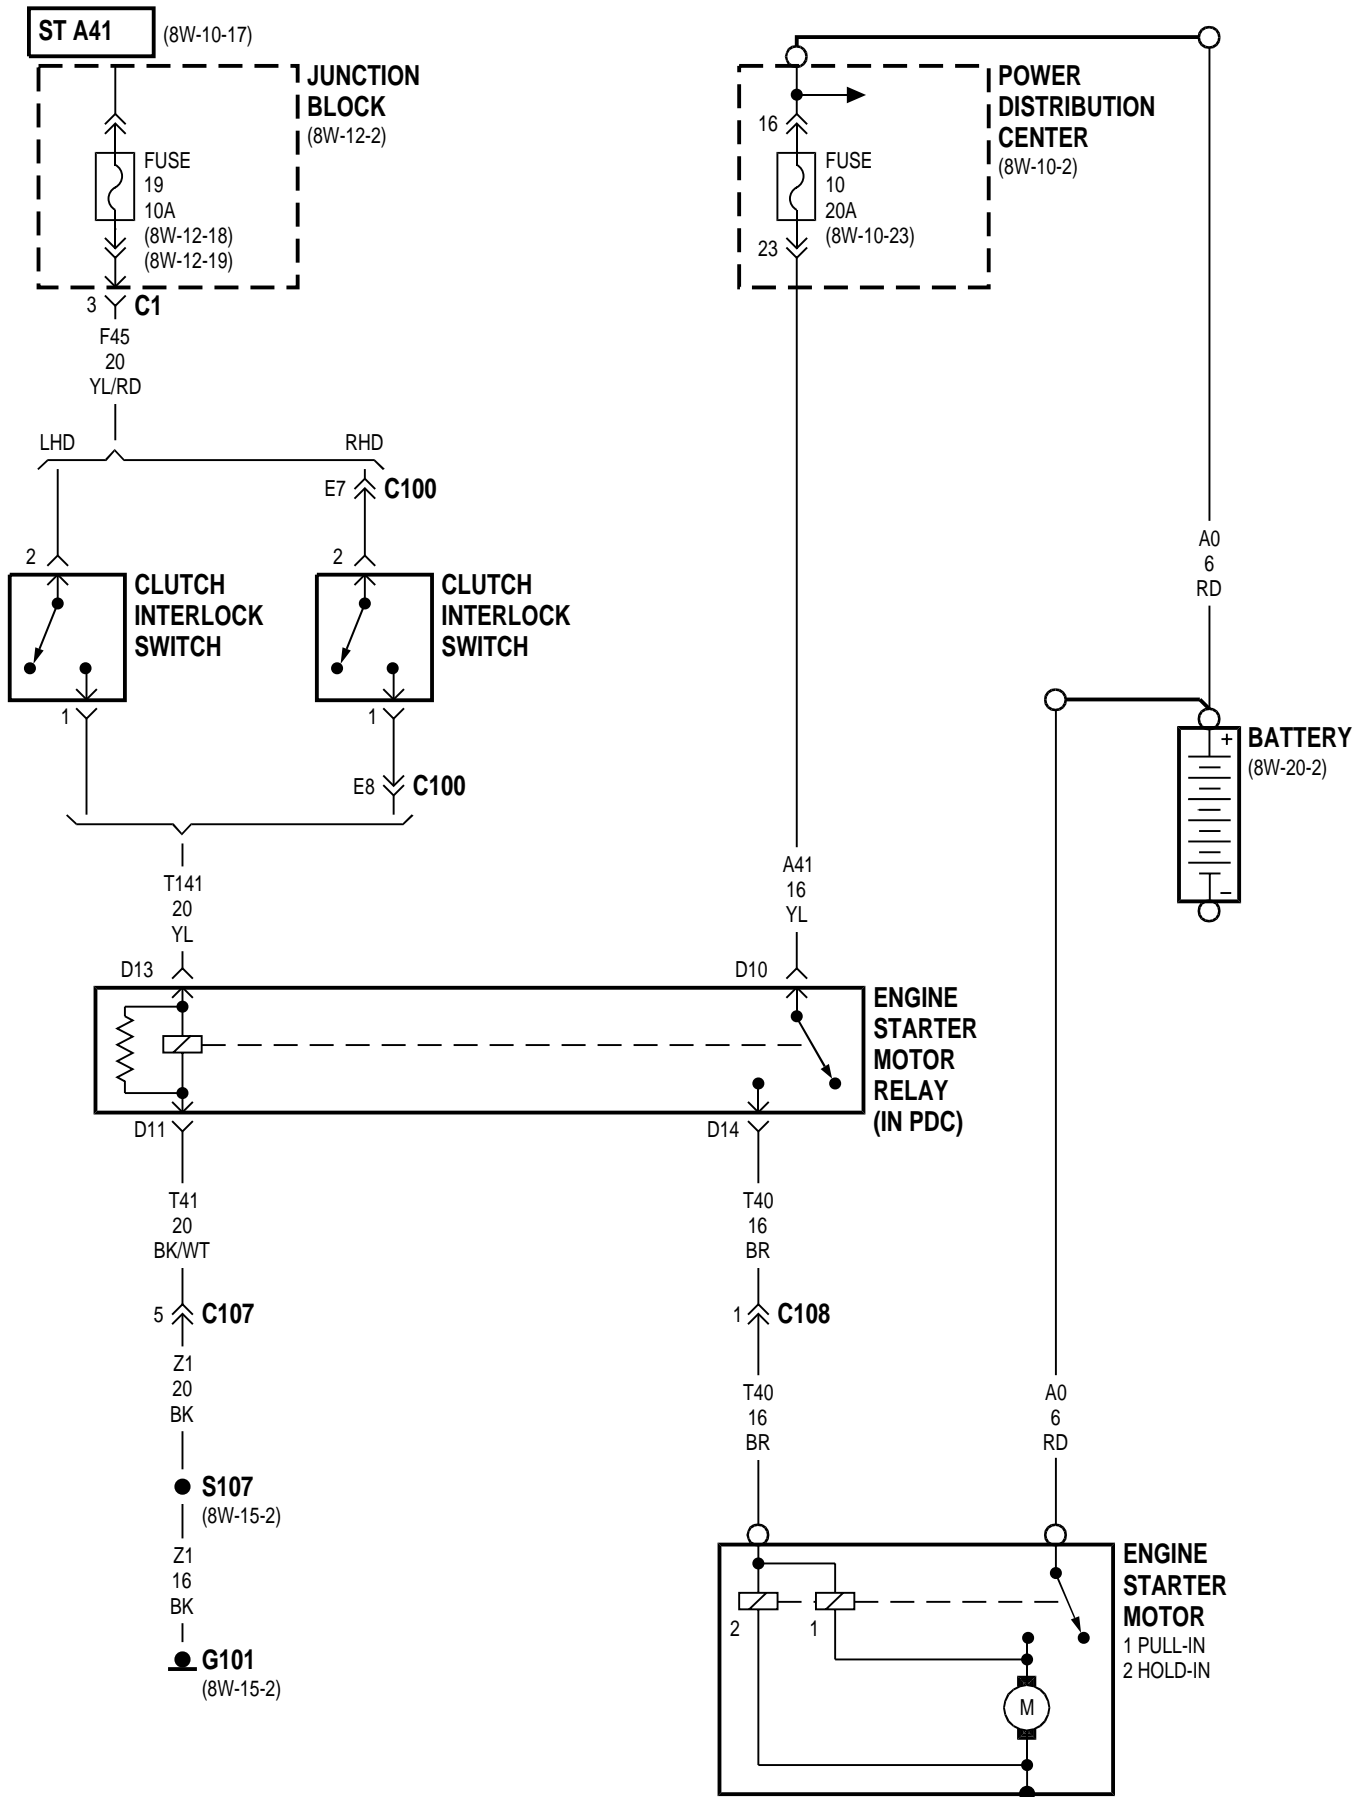 ST A41
(8W-10-17)
JUNCTION
BLOCK
(8W-12-2)
FUSE
19
10A
(8W-12-18)
(8W-12-19)
3
C1
F45
20
YL/RD
POWER
DISTRIBUTION
CENTER
(8W-10-2)
16
FUSE
10
20A
(8W-10-23)
23
LHD
RHD
E7
C100
2
CLUTCH
INTERLOCK
SWITCH
1
2
CLUTCH
INTERLOCK
SWITCH
1
E8
C100
A0
6
RD
+
BATTERY
(8W-20-2)
–
T141
20
YL
A41
16
YL
D13
D10
ENGINE
STARTER
MOTOR
RELAY
(IN PDC)
D11
D14
T41
20
BK/WT
T40
16
BR
5
C107
1
C108
Z1
20
BK
T40
16
BR
A0
6
RD
S107
(8W-15-2)
Z1
16
BK
G101
(8W-15-2)
ENGINE
STARTER
MOTOR
1 PULL-IN
2 HOLD-IN
2
1
M